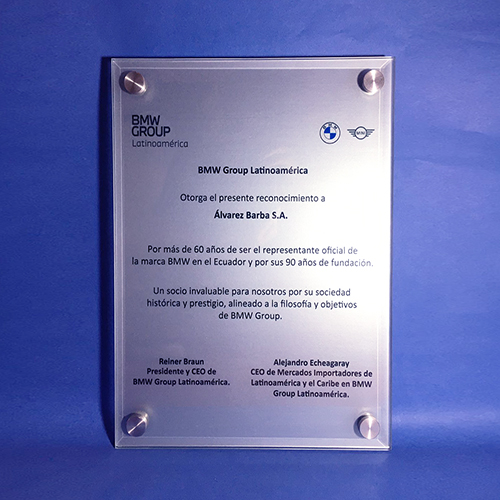 BMW
GROUP
Latinoamérica
BMW Group Latinoamérica
Otorga el presente reconocimiento a
Álvarez Barba S.A.
Por más de 60 años de ser el representante oficial de
la marca BMW en el Ecuador y por sus 90 años de fundación.
Un socio invaluable para nosotros por su sociedad
histórica y prestigio, alineado a la filosofía y objetivos
de BMW Group.
Reiner Braun
Presidente y CEO de
BMW Group Latinoamérica.
Alejandro Echeagaray
CEO de Mercados Importadores de
Latinoamérica y el Caribe en BMW
Group Latinoamérica.